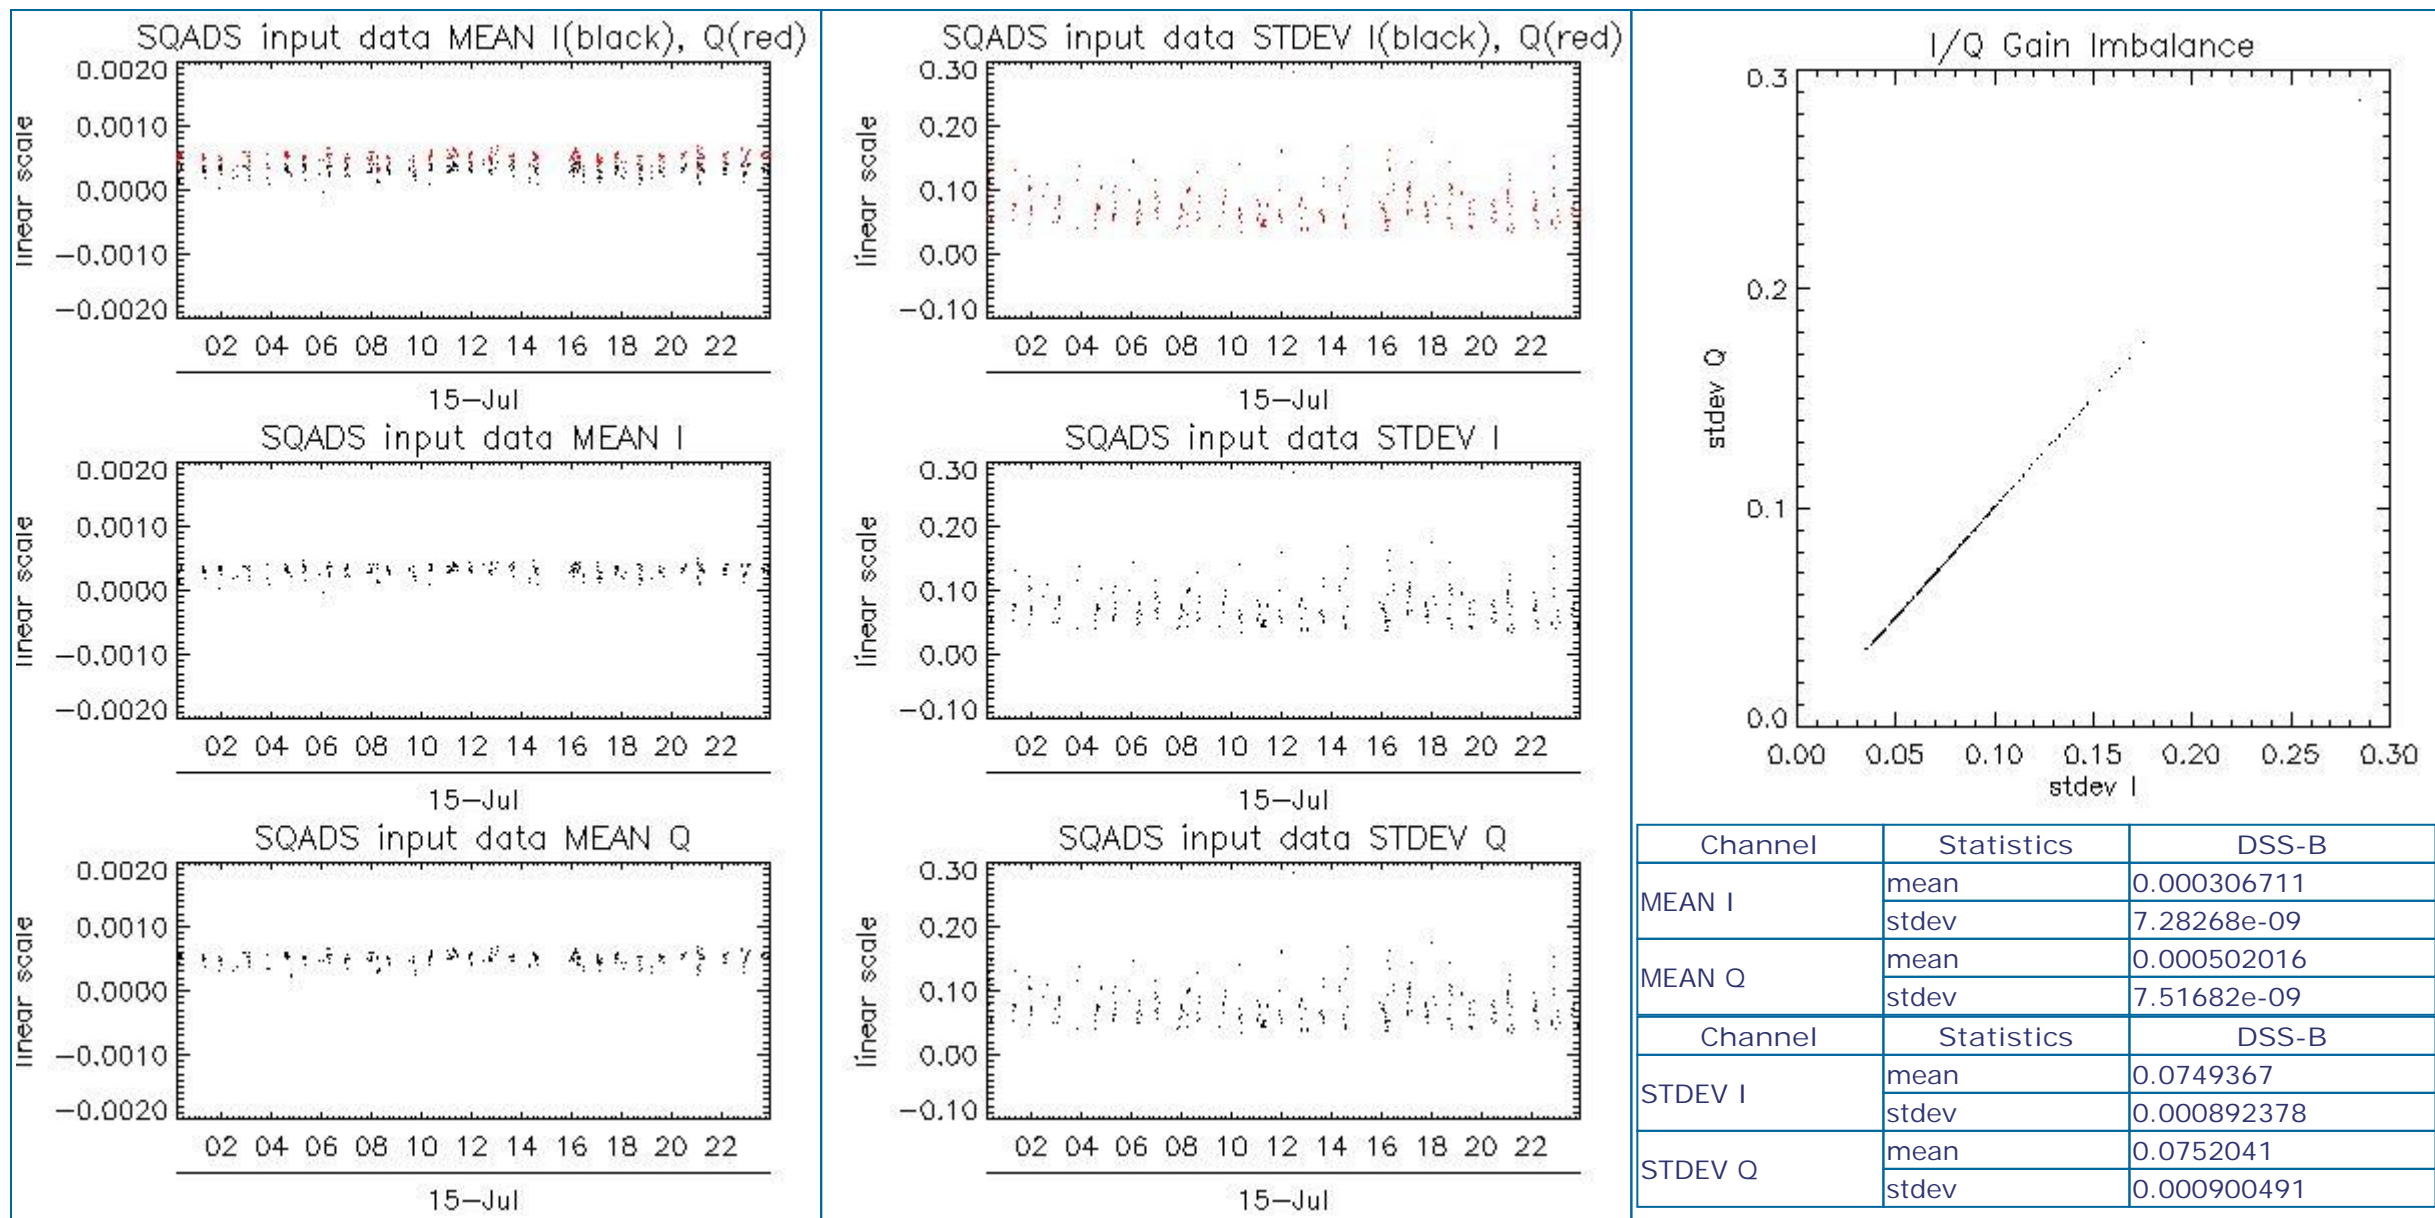 SQADS input data MEAN I(black), Q(red)
0.0020
0.0010
0.0000
−0.0010
−0.0020
linear scale
02 04 06 08 10 12 14 16 18 20 22
15−Jul
SQADS input data MEAN I
0.0020
0.0010
0.0000
−0.0010
−0.0020
linear scale
02 04 06 08 10 12 14 16 18 20 22
15−Jul
SQADS input data MEAN Q
0.0020
0.0010
0.0000
−0.0010
−0.0020
linear scale
02 04 06 08 10 12 14 16 18 20 22
15−Jul
SQADS input data STDEV I(black), Q(red)
0.30
0.20
0.10
0.00
−0.10
linear scale
02 04 06 08 10 12 14 16 18 20 22
15−Jul
SQADS input data STDEV I
0.30
0.20
0.10
0.00
−0.10
linear scale
02 04 06 08 10 12 14 16 18 20 22
15−Jul
SQADS input data STDEV Q
0.30
0.20
0.10
0.00
−0.10
linear scale
02 04 06 08 10 12 14 16 18 20 22
15−Jul
I/Q Gain Imbalance
0.3
0.2
0.1
0.0
stdev Q
0.00 0.05 0.10 0.15 0.20 0.25 0.30
stdev I
Channel Statistics DSS-B
MEAN I mean 0.000306711
stdev 7.28268e-09
MEAN Q mean 0.000502016
stdev 7.51682e-09
Channel Statistics DSS-B
STDEV I mean 0.0749367
stdev 0.000892378
STDEV Q mean 0.0752041
stdev 0.000900491